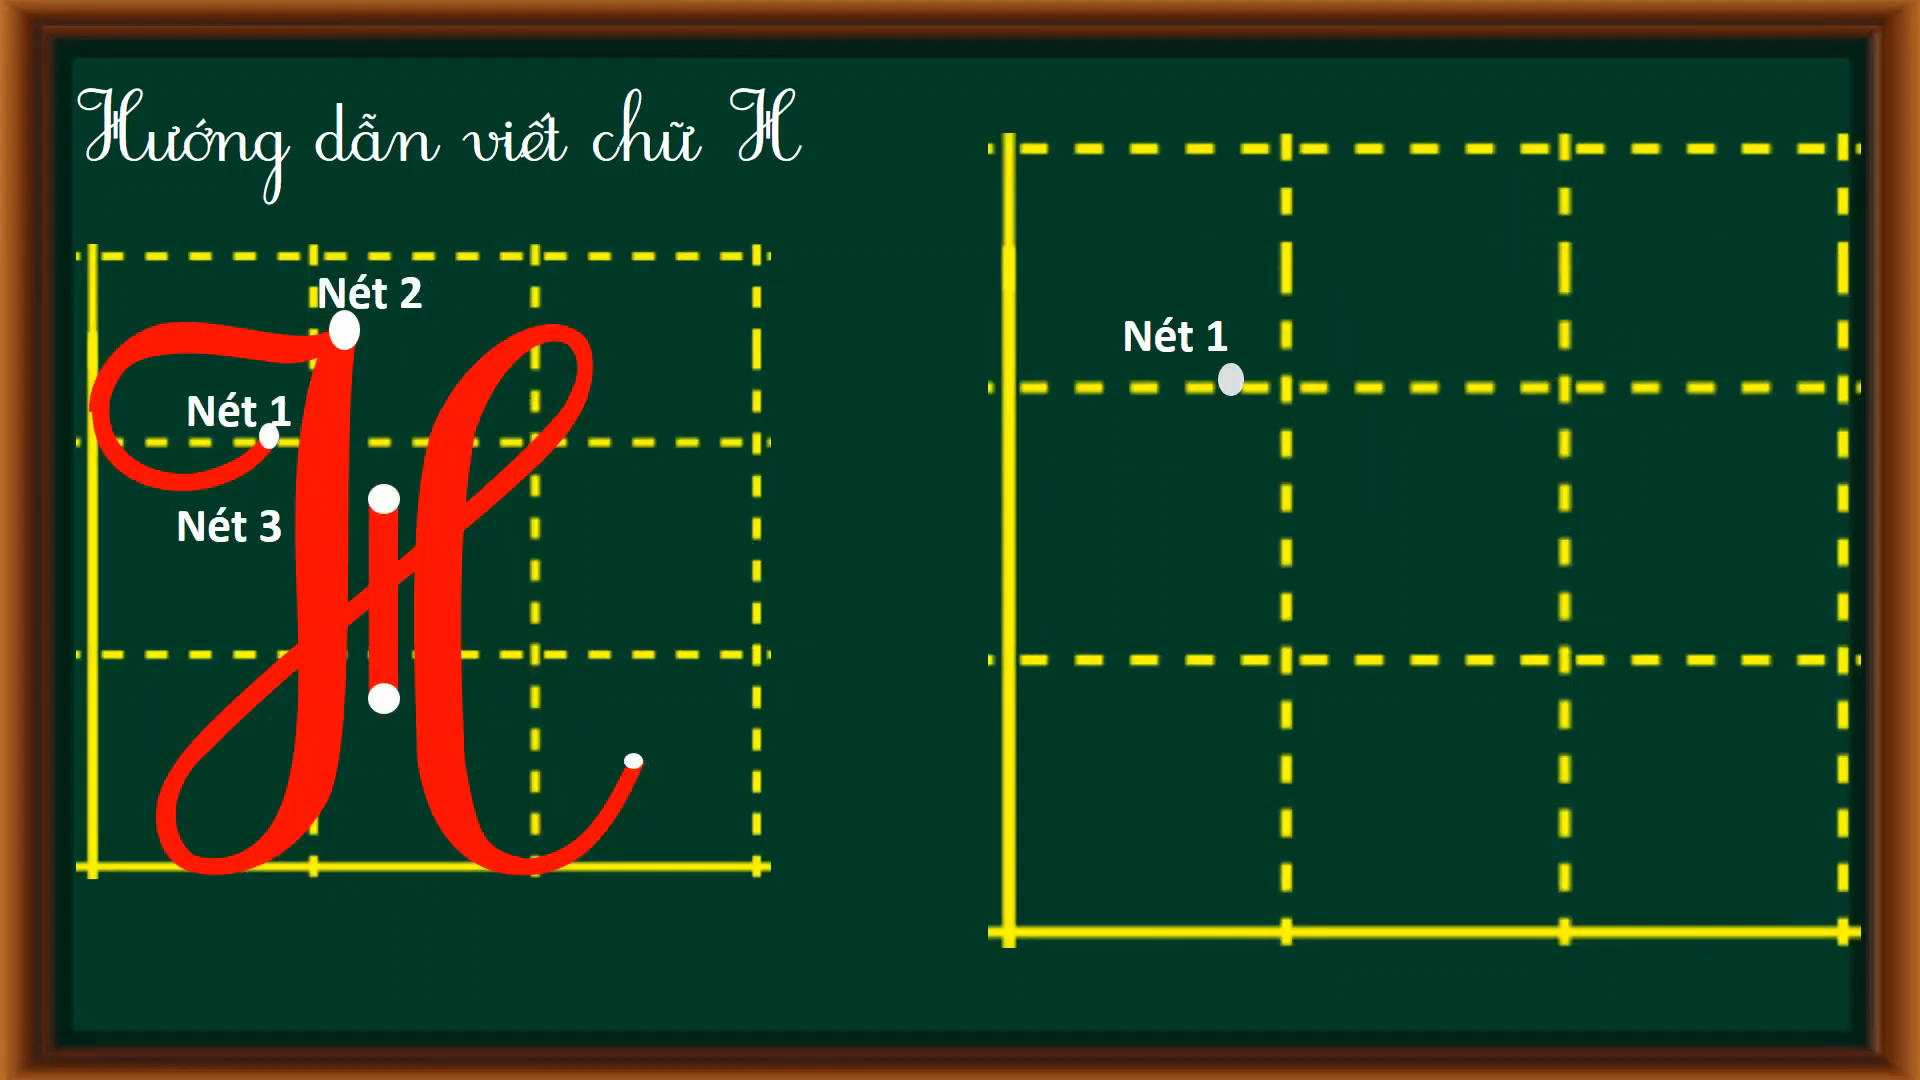 Hướng dẫn viết chữ H
Nét 2
Nét 1
Nét 3
H
Nét 1